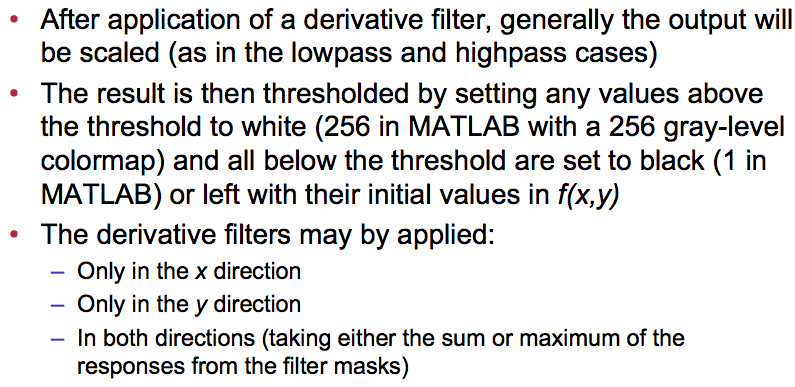 • After application of a derivative filter, generally the output will
be scaled (as in the lowpass and highpass cases)
• The result is then thresholded by setting any values above
the threshold to white (256 in MATLAB with a 256 gray-level
colormap) and all below the threshold are set to black (1 in
MATLAB) or left with their initial values in f(x,y)
• The derivative filters may by applied:
– Only in the x direction
– Only in the y direction
– In both directions (taking either the sum or maximum of the
responses from the filter masks)